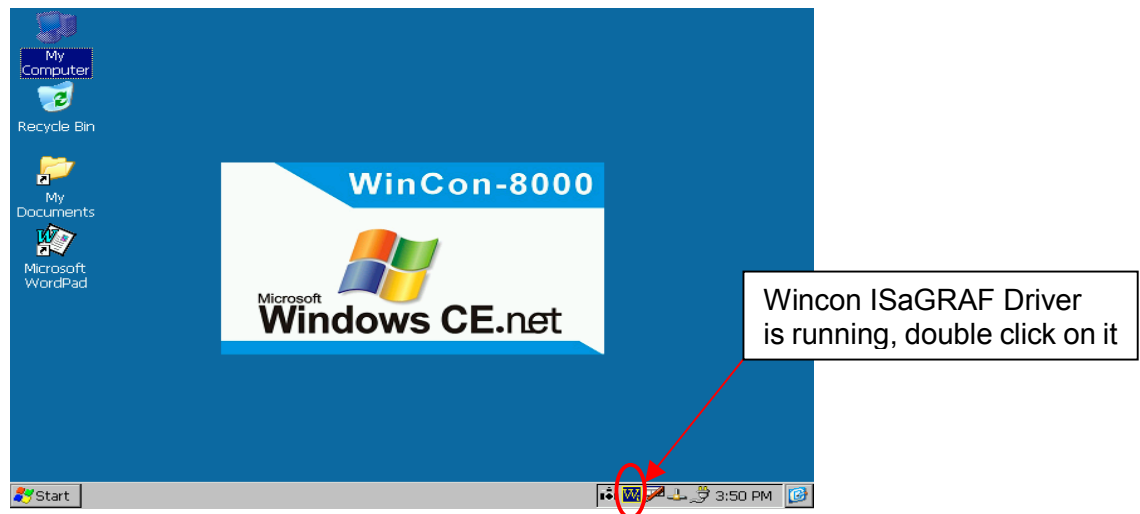 My
Computer
Recycle Bin
My
Documents
Microsoft
WordPad
WinCon-8000
Microsoft
Windows CE.net
Wincon ISaGRAF Driver
is running, double click on it
Start
W
3:50 PM